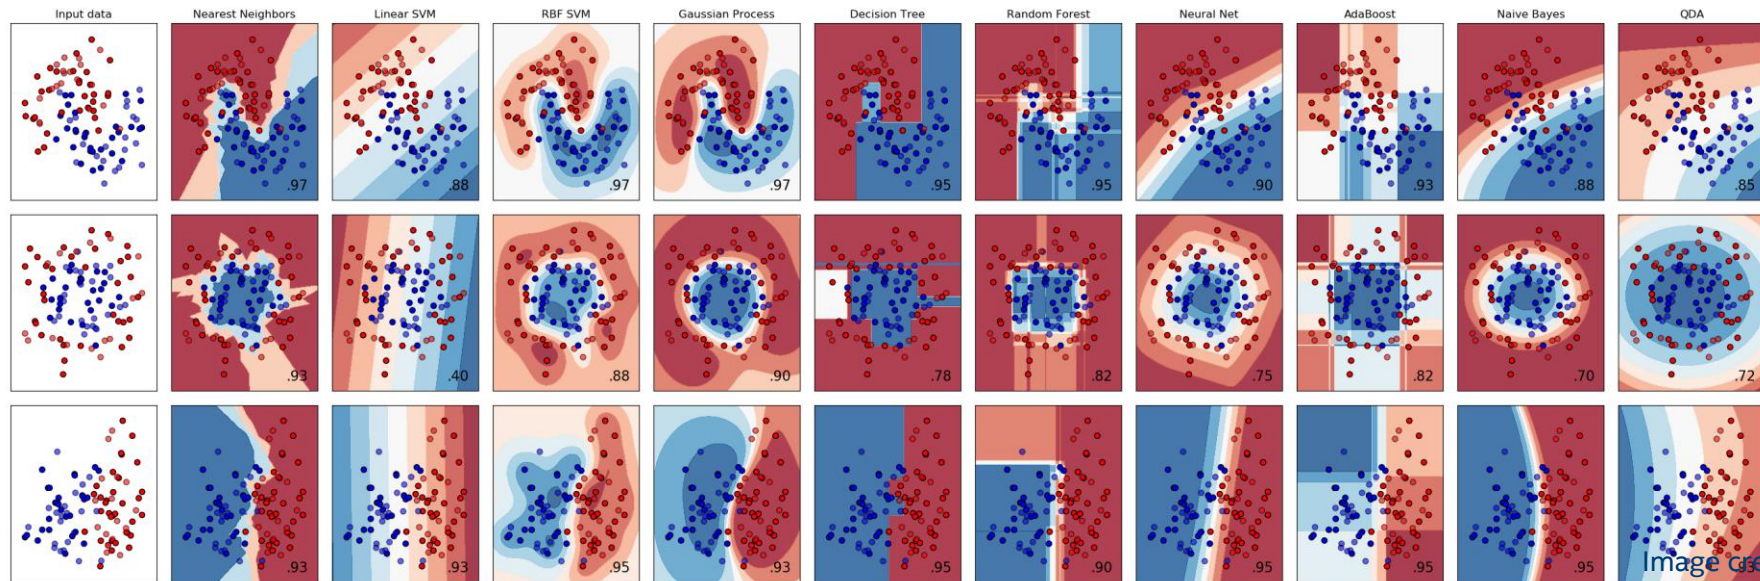 Input data
Nearest Neighbors
Linear SVM
RBF SVM
Gaussian Process
Decision Tree
Random Forest
Neural Net
AdaBoost
Naive Bayes
QDA
.97
.88
.97
.97
.95
.95
.90
.93
.88
.85
.93
.40
.88
.90
.78
.82
.75
.82
.70
.72
.93
.93
.95
.93
.95
.90
.95
.95
.95
Image